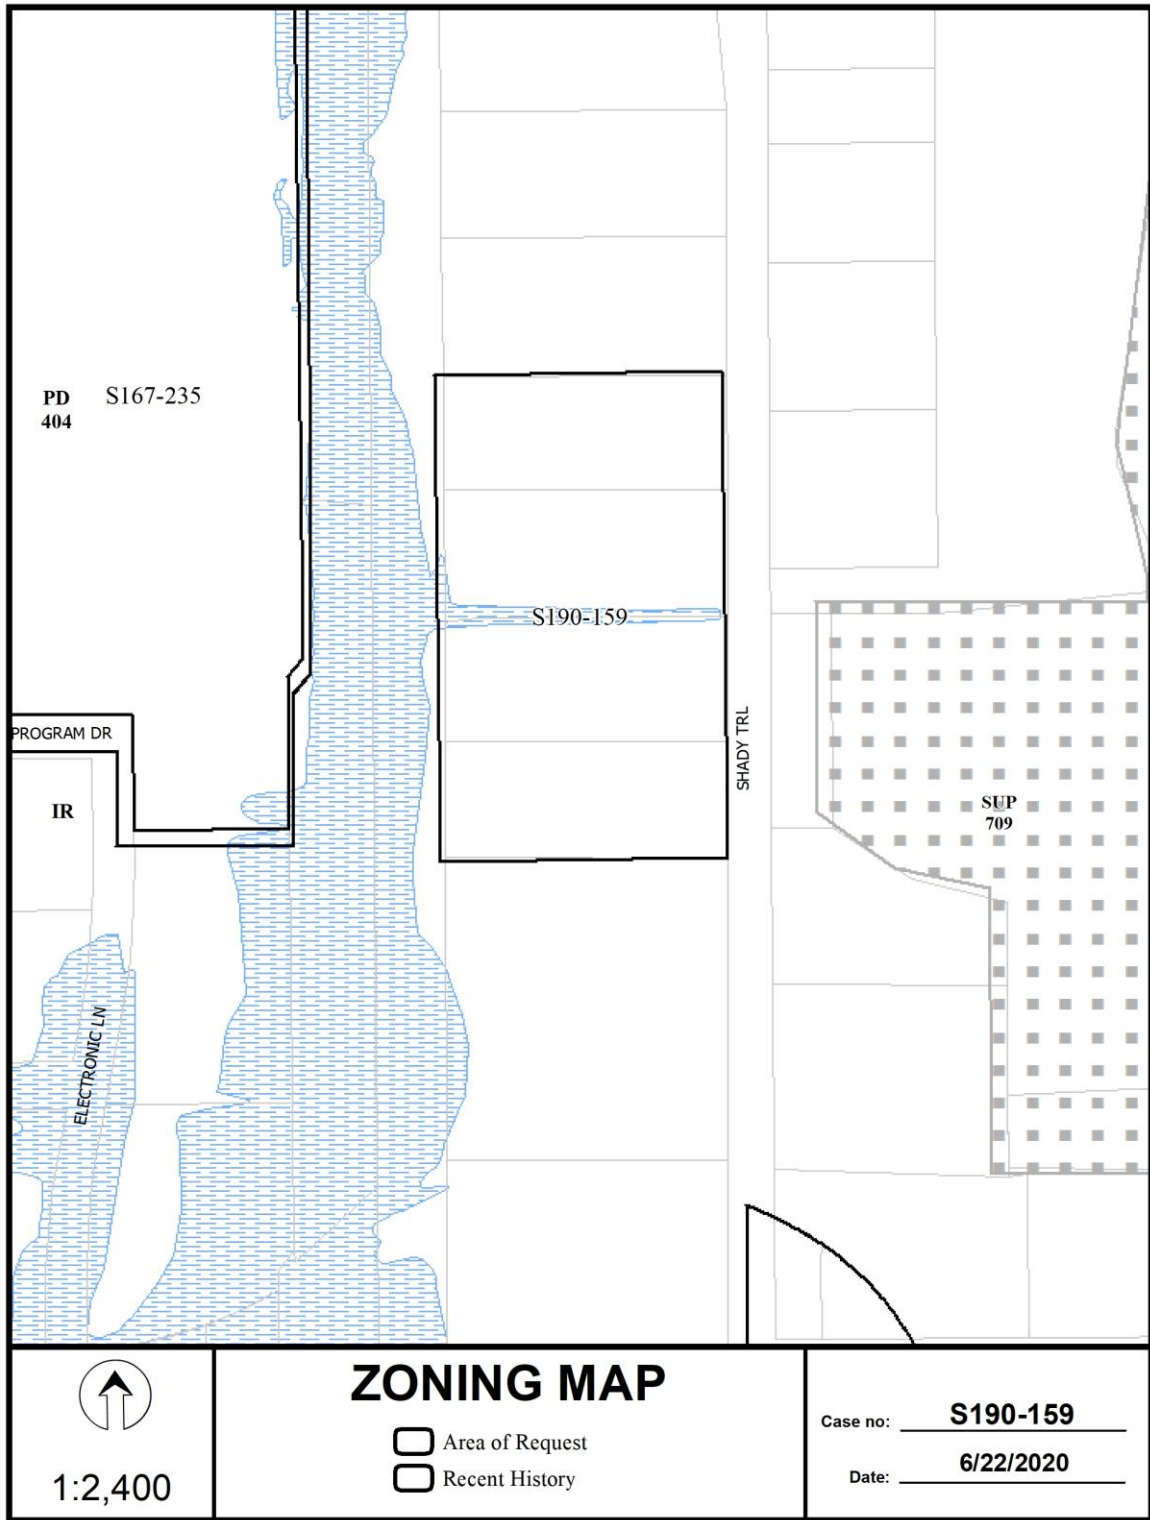 PD S167-235
404
S190-159
PROGRAM DR
SHADY TRL
IR
SUP
709
ELECTRONIC LN
1:2,400
ZONING MAP
Area of Request
Recent History
Case no: S190-159
Date: 6/22/2020